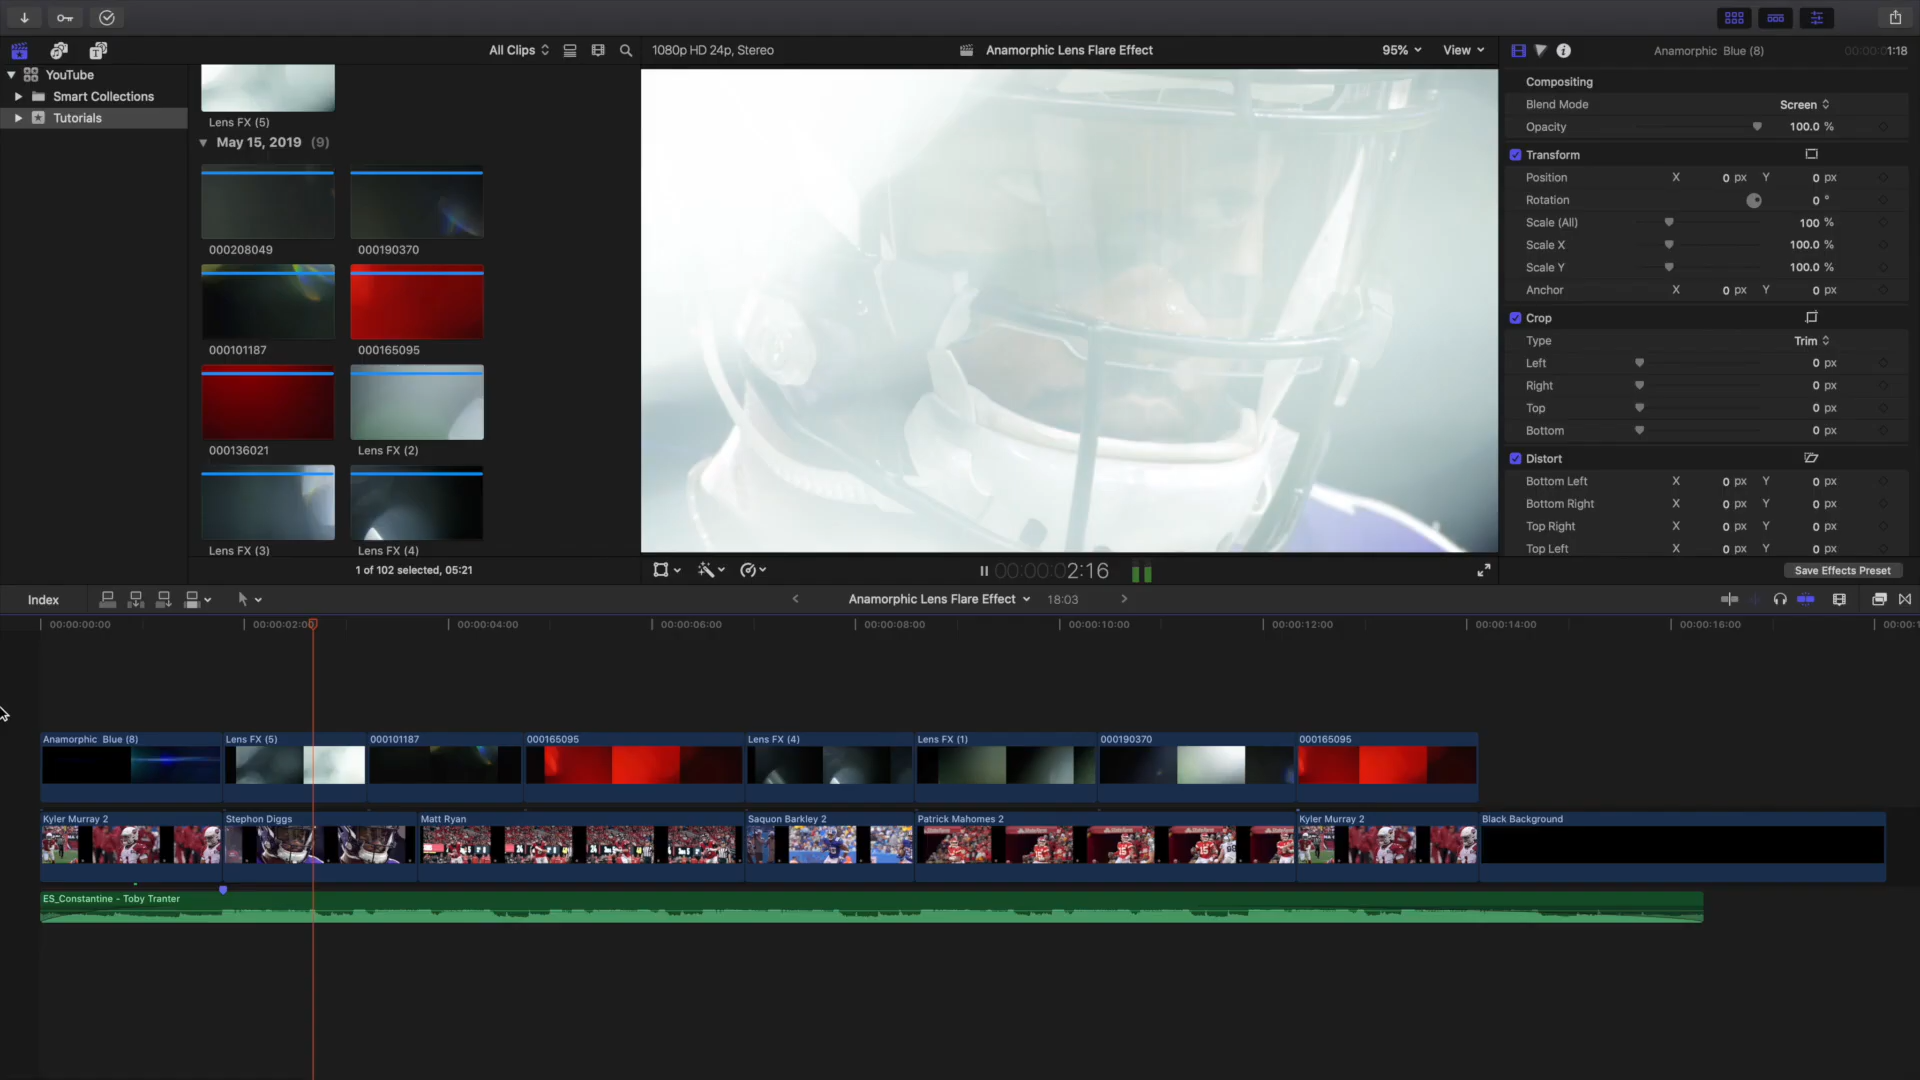 All Clips
1080p HD 24p, Stereo
Anamorphic Lens Flare Effect
95%
View
Anamorphic Blue (8)
00:00:01:18
YouTube
Smart Collections
Tutorials
Lens FX (5)
May 15, 2019 (9)
000208049
000190370
000101187
000165095
000136021
Lens FX (2)
Lens FX (3)
Lens FX (4)
1 of 102 selected, 05:21
Compositing
Blend Mode Screen
Opacity 100.0 %
Transform
Position X 0 px Y 0 px
Rotation 0 °
Scale (All) 100 %
Scale X 100.0 %
Scale Y 100.0 %
Anchor X 0 px Y 0 px
Crop
Type Trim
Left 0 px
Right 0 px
Top 0 px
Bottom 0 px
Distort
Bottom Left X 0 px Y 0 px
Bottom Right X 0 px Y 0 px
Top Right X 0 px Y 0 px
Top Left X 0 px Y 0 px
00:00:02:16
Save Effects Preset
Index
Anamorphic Lens Flare Effect
18:03
00:00:00:00 00:00:02:00 00:00:04:00 00:00:06:00 00:00:08:00 00:00:10:00 00:00:12:00 00:00:14:00 00:00:16:00 00:00:1
Anamorphic Blue (8) Lens FX (5) 000101187 000165095 Lens FX (4) Lens FX (1) 000190370 000165095
Kyler Murray 2 Stephon Diggs Matt Ryan Saquon Barkley 2 Patrick Mahomes 2 Kyler Murray 2 Black Background
ES_Constantine - Toby Tranter